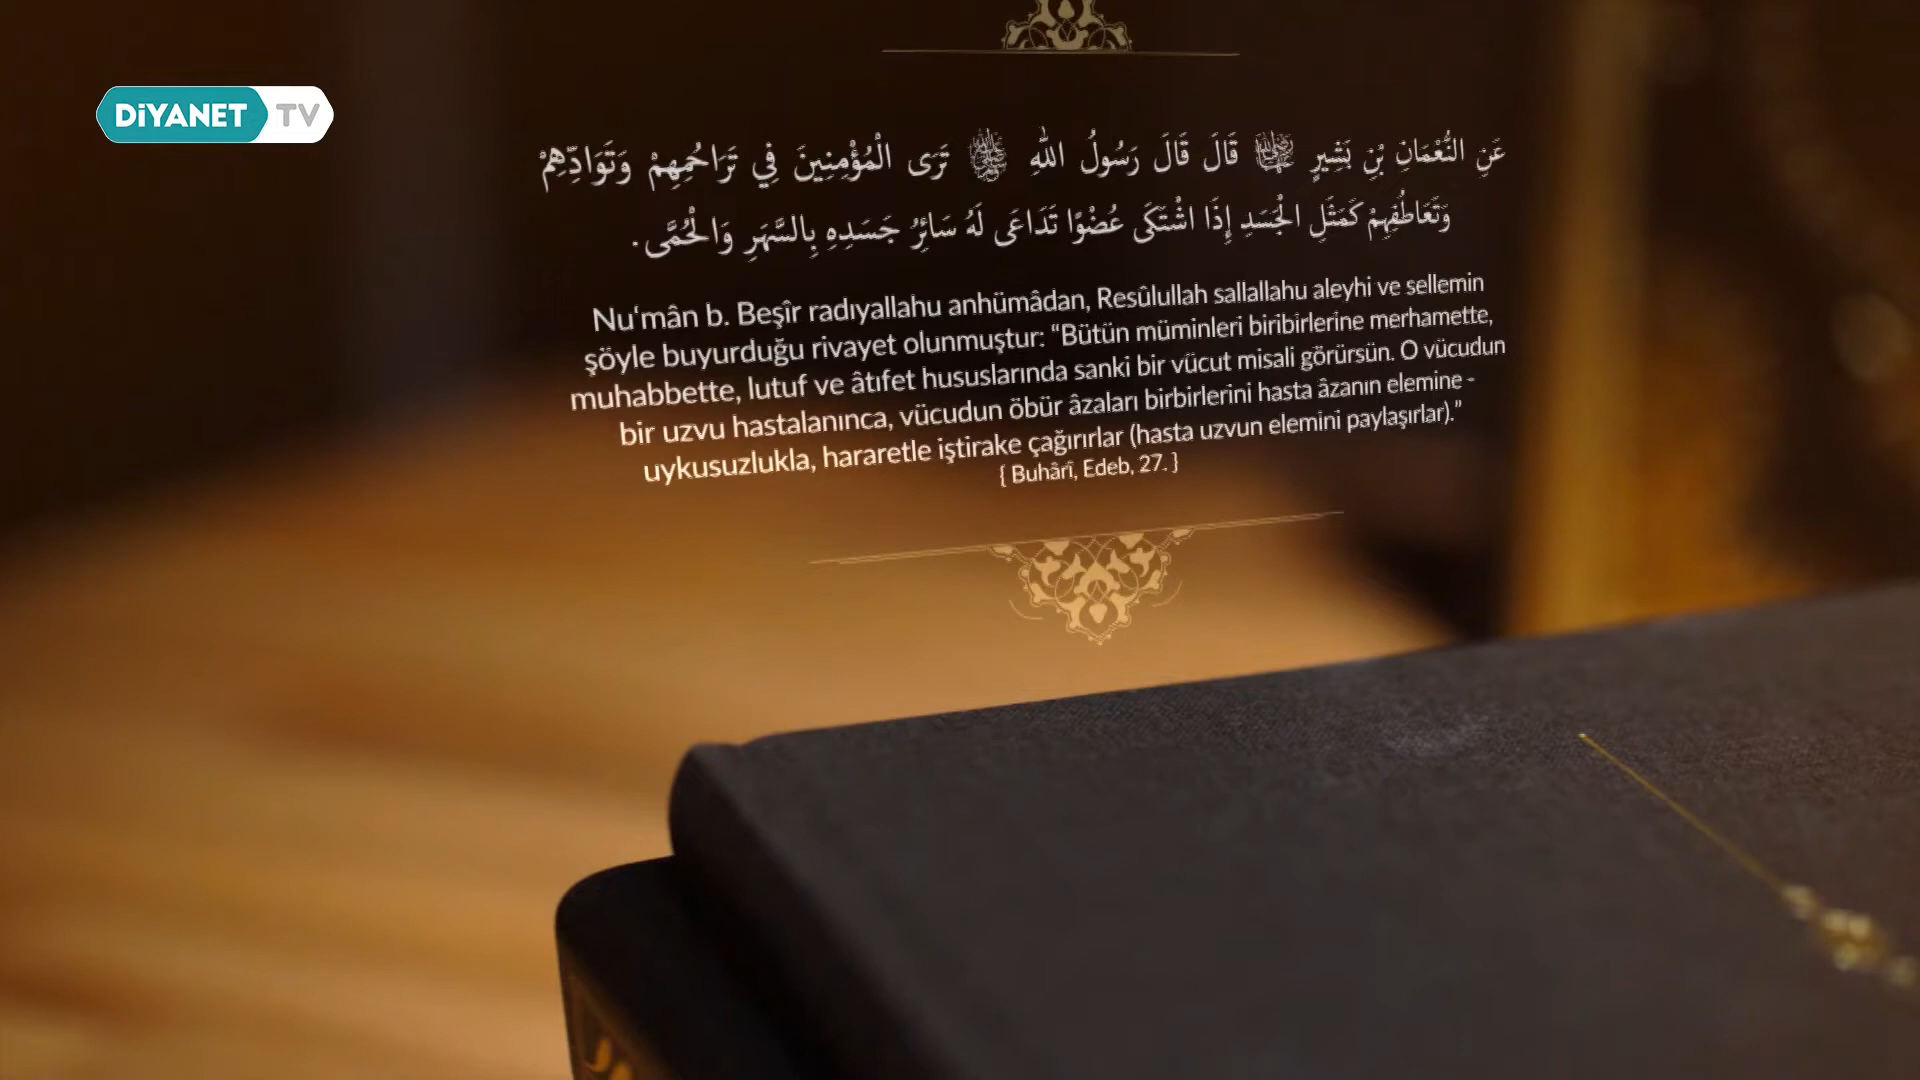 DİYANET TV
عَنِ النُّعْمَانِ بْنِ بَشِيرٍ ؓ قَالَ قَالَ رَسُولُ اللّٰهِ ﷺ تَرَى الْمُؤْمِنِينَ فِي تَرَاحُمِهِمْ وَتَوَادِّهِمْ
وَتَعَاطُفِهِمْ كَمَثَلِ الْجَسَدِ إِذَا اشْتَكَى عُضْوًا تَدَاعَى لَهُ سَائِرُ جَسَدِهِ بِالسَّهَرِ وَالْحُمَّى.
Nu‘mân b. Beşîr radıyallahu anhümâdan, Resûlullah sallallahu aleyhi ve sellemin
şöyle buyurduğu rivayet olunmuştur: “Bütün müminleri biribirlerine merhamette,
muhabbette, lutuf ve âtıfet hususlarında sanki bir vücut misali görürsün. O vücudun
bir uzvu hastalanınca, vücudun öbür âzaları birbirlerini hasta âzanın elemine -
uykusuzlukla, hararetle iştirake çağırırlar (hasta uzvun elemini paylaşırlar).”
{ Buhârî, Edeb, 27. }